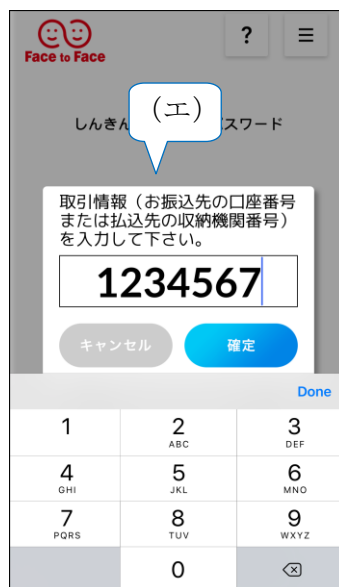 Face to Face
?
しんきん
スワード
(エ)
取引情報（お振込先の口座番号
または払込先の収納機関番号）
を入力して下さい。
1234567
キャンセル 確定
Done
1 2 3
ABC DEF
4 5 6
GHI JKL MNO
7 8 9
PQRS TUV WXYZ
0